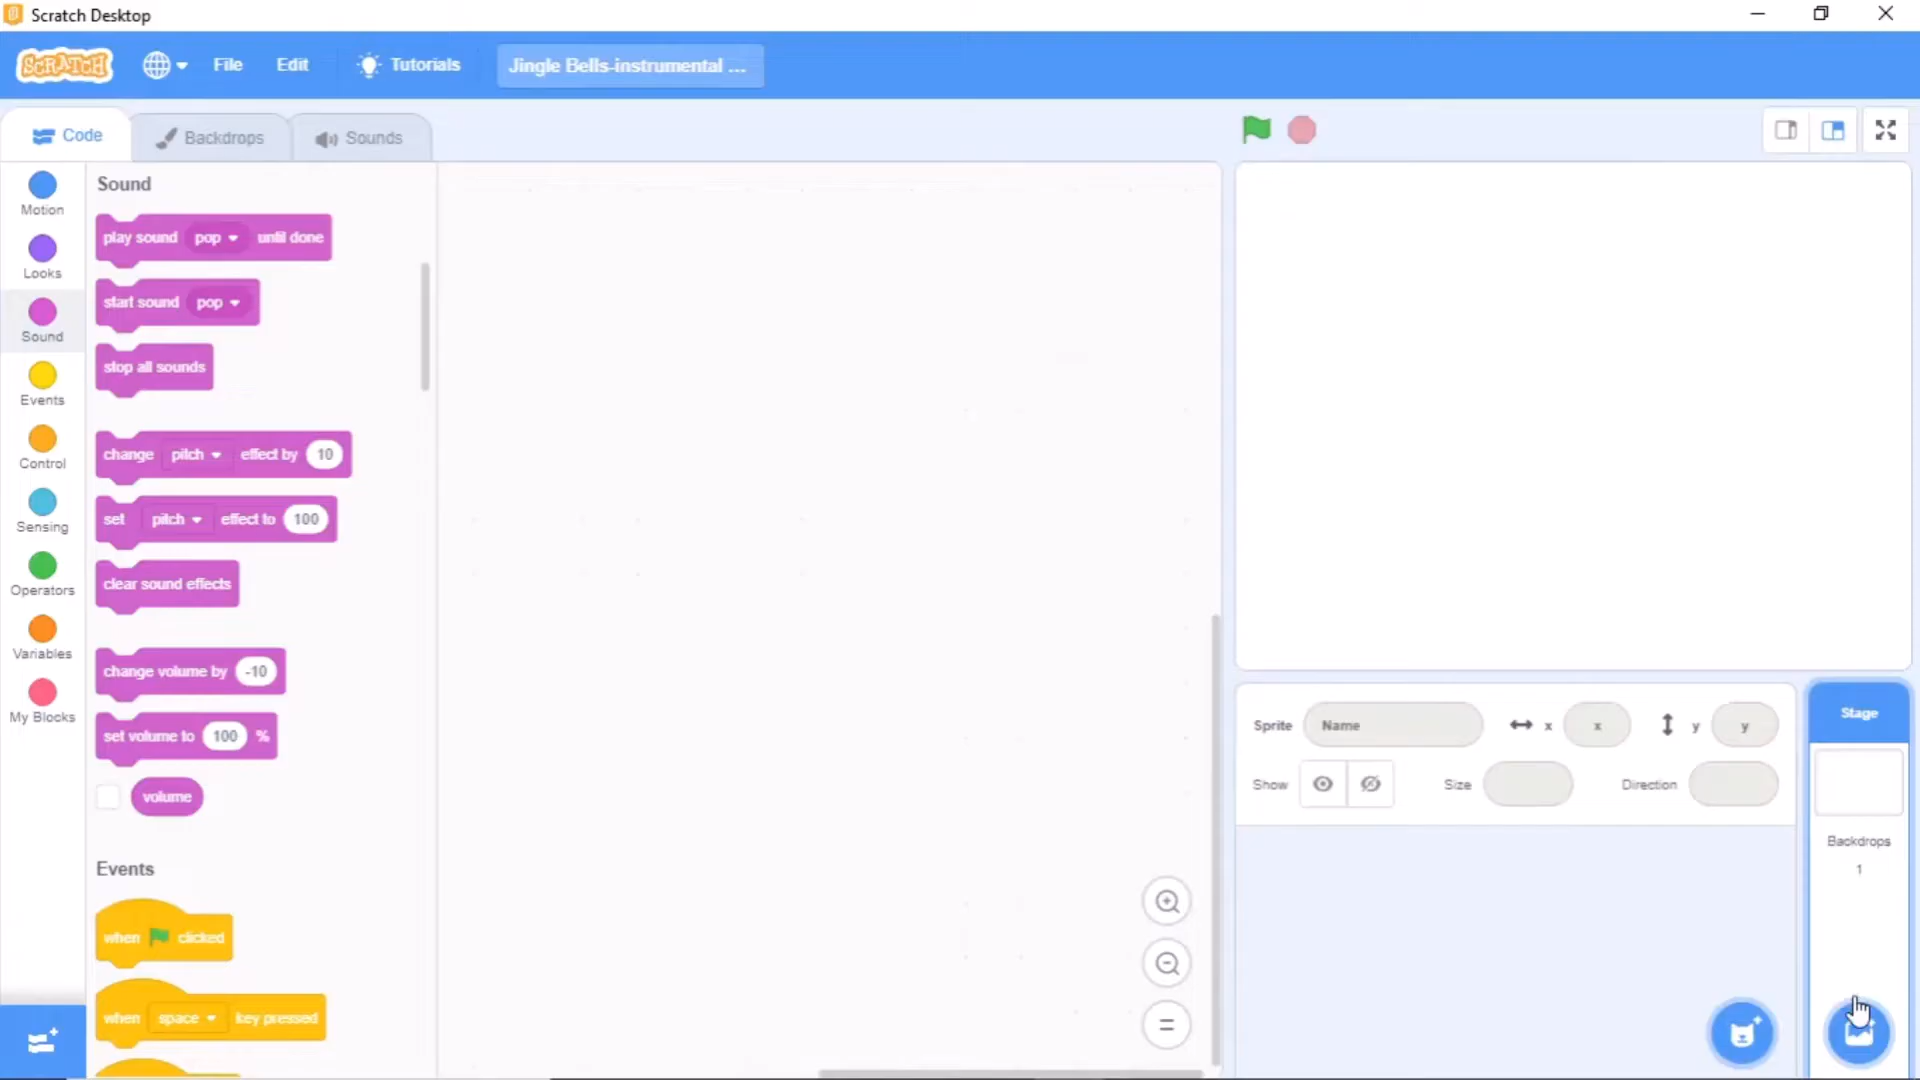 Scratch Desktop
SCRATCH
File
Edit
Tutorials
Jingle Bells-instrumental ...
Code
Backdrops
Sounds
Motion
Looks
Sound
Events
Control
Sensing
Operators
Variables
My Blocks
Sound
play sound pop until done
start sound pop
stop all sounds
change pitch effect by 10
set pitch effect to 100
clear sound effects
change volume by -10
set volume to 100 %
volume
Events
when clicked
when space key pressed
Sprite Name x x y y
Show Size Direction
Stage
Backdrops
1